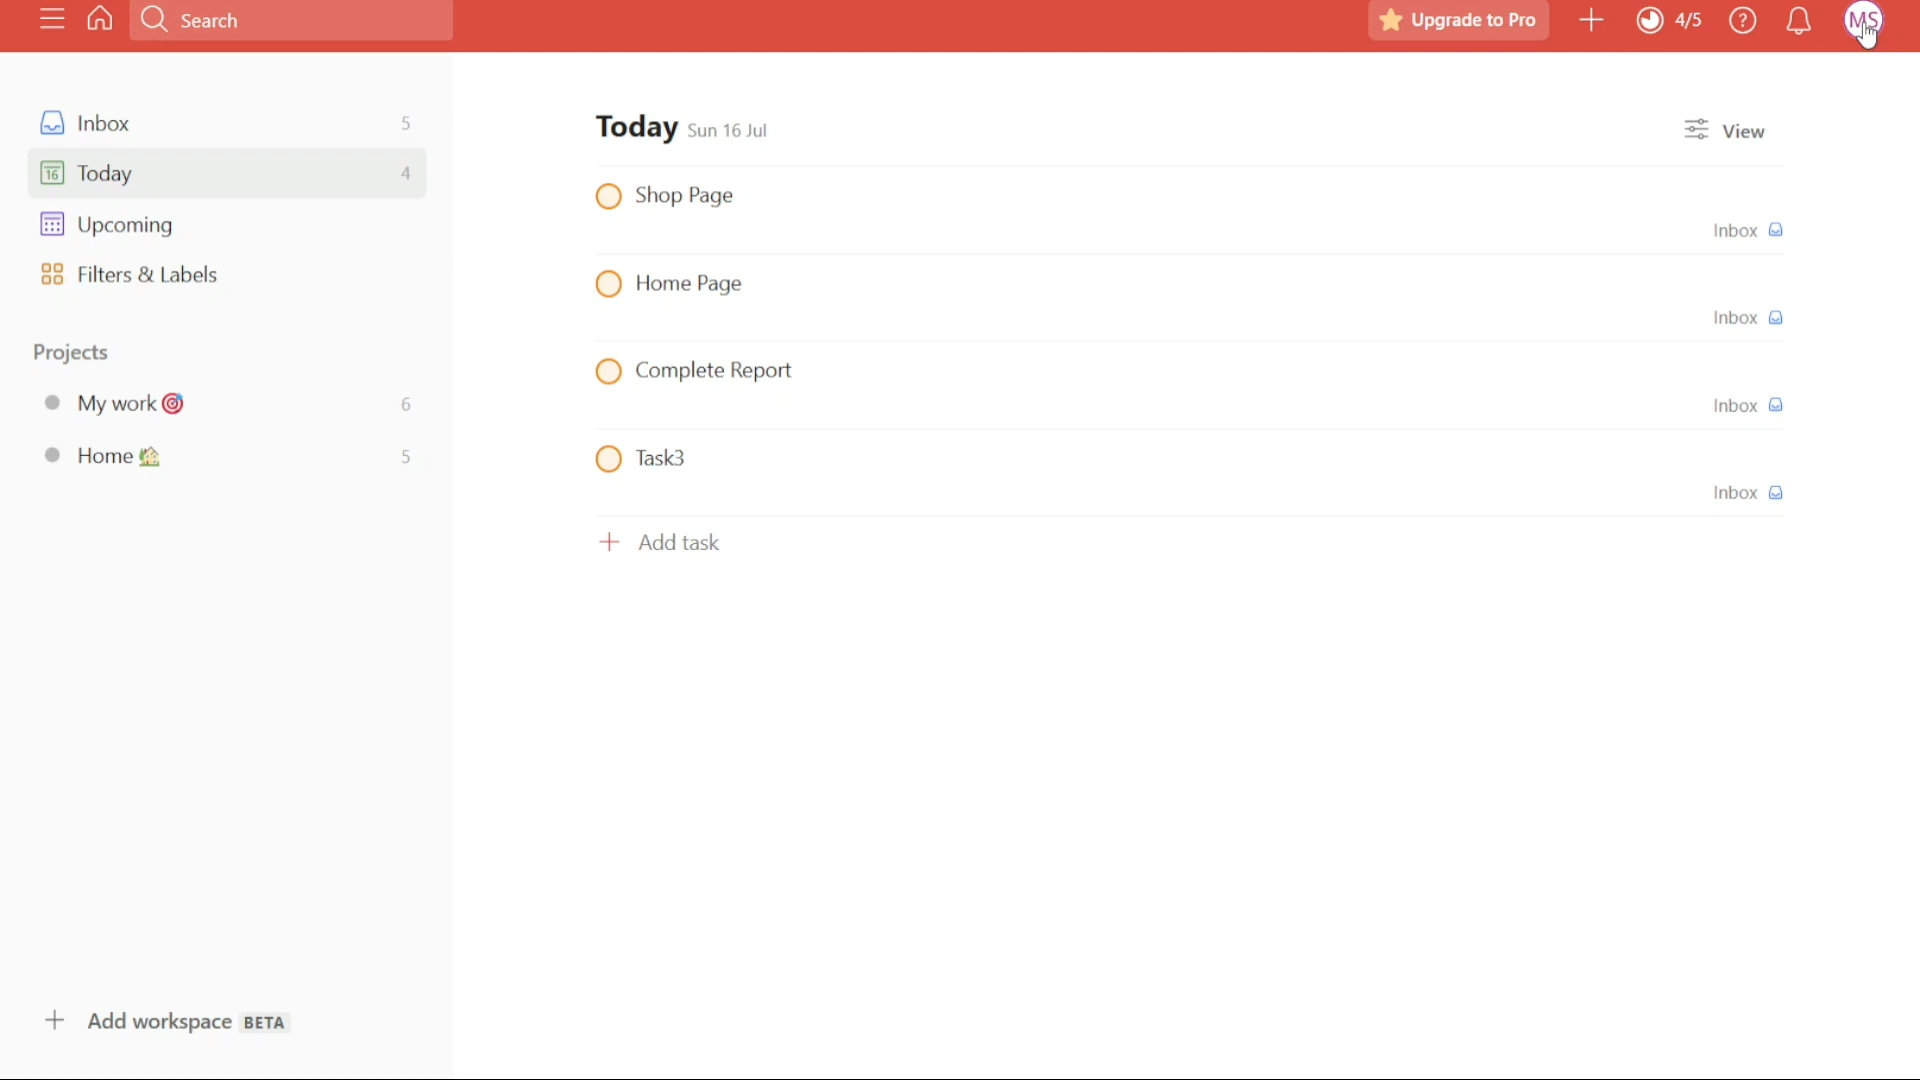 Search
Upgrade to Pro
4/5
?
MS
Inbox 5
16 Today 4
Upcoming
Filters & Labels
Projects
My work 6
Home 5
Add workspace BETA
Today Sun 16 Jul
View
Shop Page
Inbox
Home Page
Inbox
Complete Report
Inbox
Task3
Inbox
+ Add task